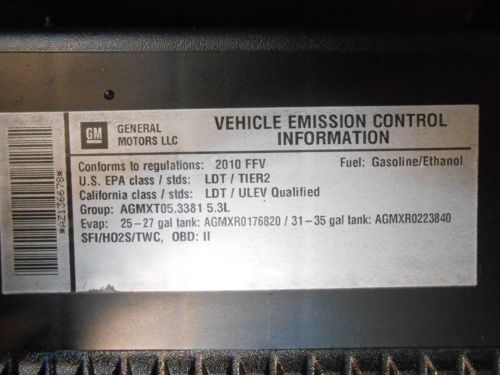 GM
GENERAL MOTORS LLC
VEHICLE EMISSION CONTROL
INFORMATION
Conforms to regulations: 2010 FFV Fuel: Gasoline/Ethanol
U.S. EPA class / stds: LDT / TIER2
California class / stds: LDT / ULEV Qualified
Group: AGMXT05.3381 5.3L
Evap: 25-27 gal tank: AGMXR0176820 / 31-35 gal tank: AGMXR0223840
SFI/HO2S/TWC, OBD: II
*AZ136678*